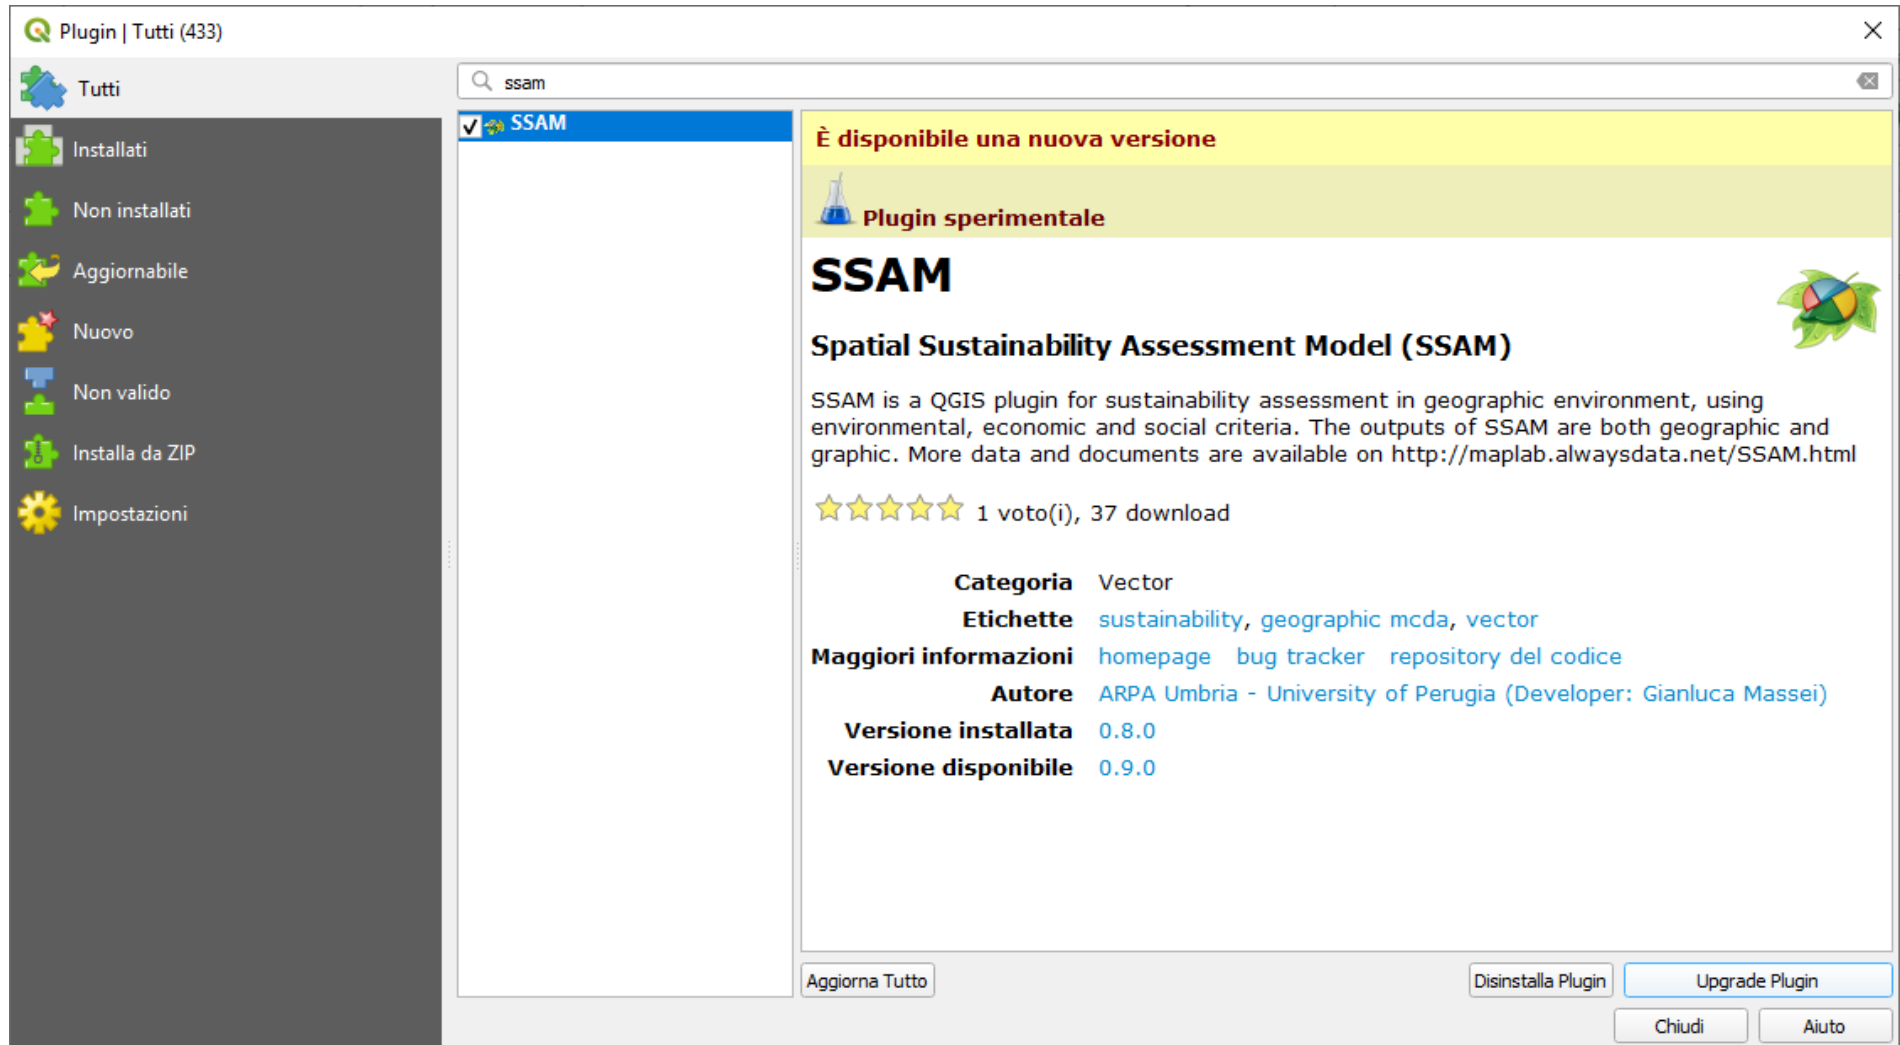 Plugin | Tutti (433)
Tutti
ssam
Installati
Non installati
Aggiornabile
Nuovo
Non valido
Installa da ZIP
Impostazioni
SSAM
È disponibile una nuova versione
Plugin sperimentale
SSAM
Spatial Sustainability Assessment Model (SSAM)
SSAM is a QGIS plugin for sustainability assessment in geographic environment, using
environmental, economic and social criteria. The outputs of SSAM are both geographic and
graphic. More data and documents are available on http://maplab.alwaysdata.net/SSAM.html
1 voto(i), 37 download
Categoria Vector
Etichette sustainability, geographic mcda, vector
Maggiori informazioni homepage bug tracker repository del codice
Autore ARPA Umbria - University of Perugia (Developer: Gianluca Massei)
Versione installata 0.8.0
Versione disponibile 0.9.0
Aggiorna Tutto Disinstalla Plugin Upgrade Plugin
Chiudi Aiuto